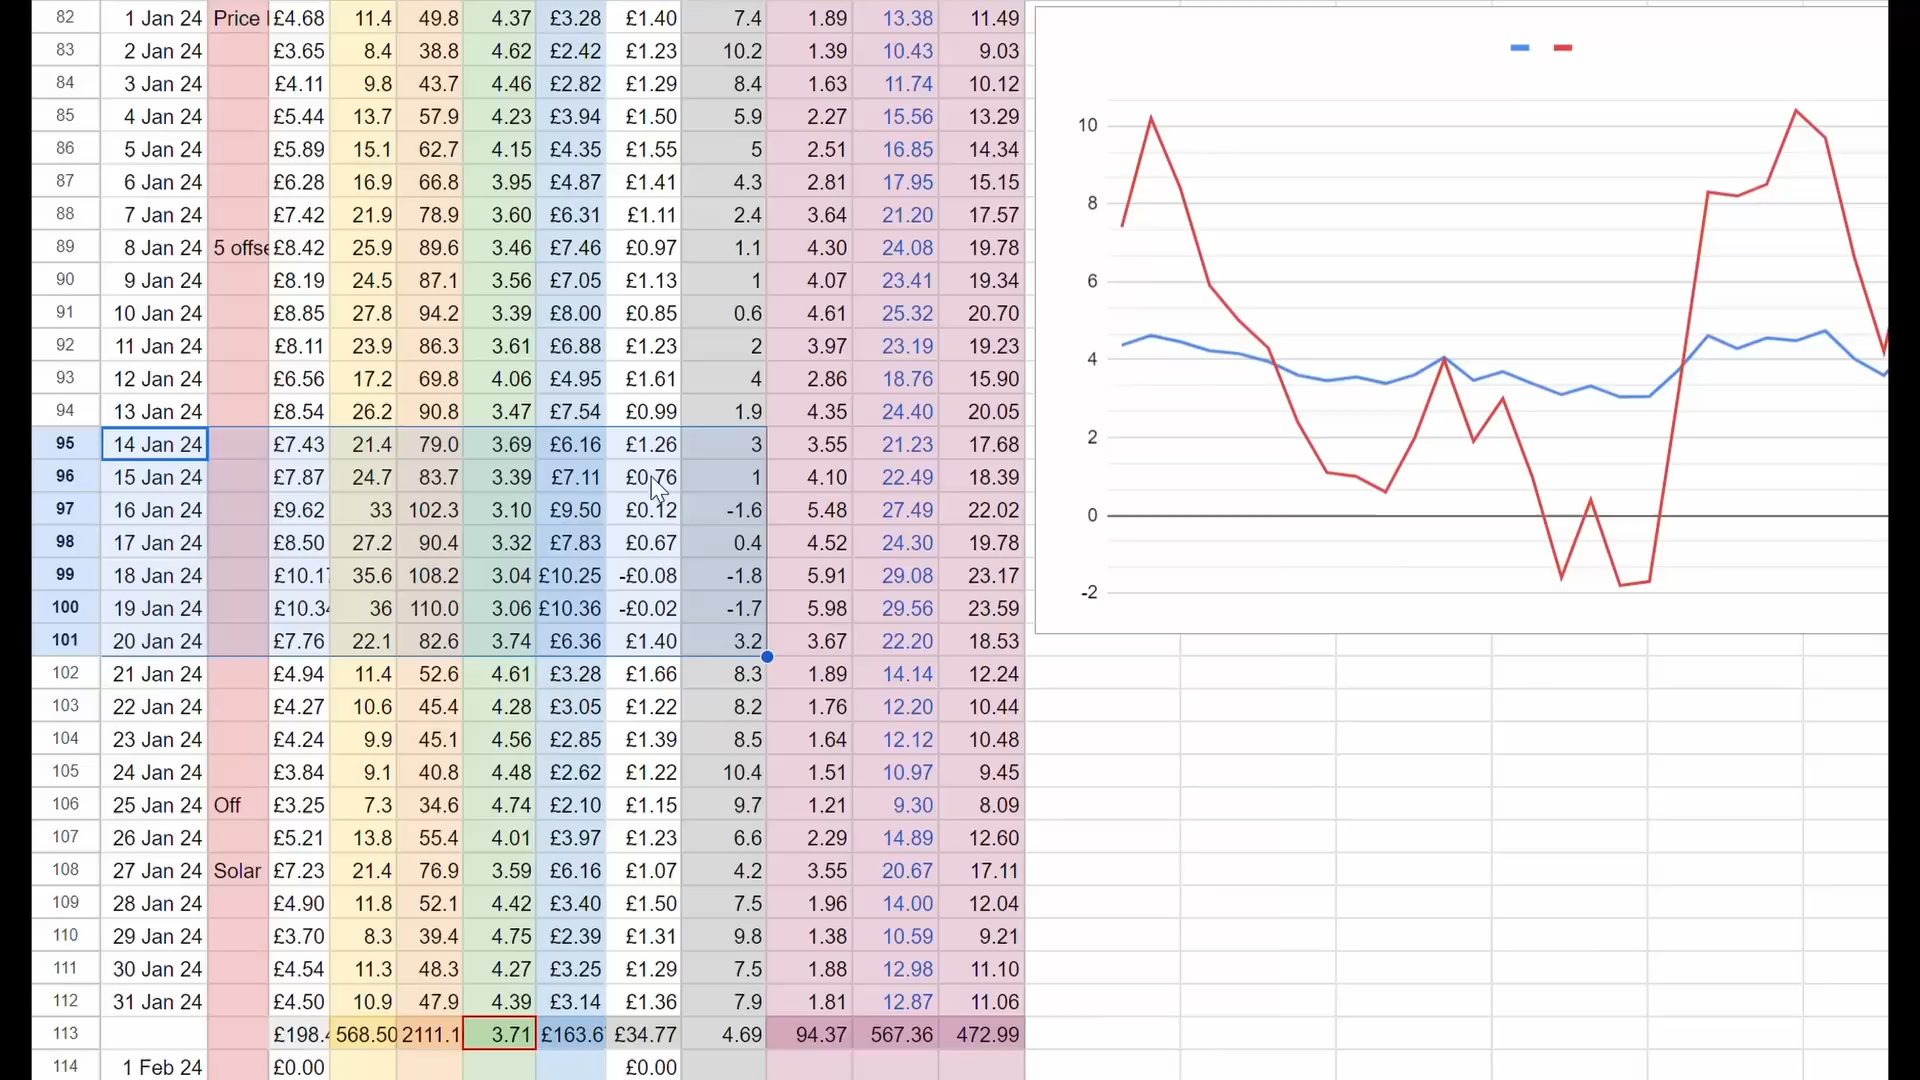 82 1 Jan 24 Price £4.68 11.4 49.8 4.37 £3.28 £1.40 7.4 1.89 13.38 11.49
83 2 Jan 24 £3.65 8.4 38.8 4.62 £2.42 £1.23 10.2 1.39 10.43 9.03
84 3 Jan 24 £4.11 9.8 43.7 4.46 £2.82 £1.29 8.4 1.63 11.74 10.12
85 4 Jan 24 £5.44 13.7 57.9 4.23 £3.94 £1.50 5.9 2.27 15.56 13.29
86 5 Jan 24 £5.89 15.1 62.7 4.15 £4.35 £1.55 5 2.51 16.85 14.34
87 6 Jan 24 £6.28 16.9 66.8 3.95 £4.87 £1.41 4.3 2.81 17.95 15.15
88 7 Jan 24 £7.42 21.9 78.9 3.60 £6.31 £1.11 2.4 3.64 21.20 17.57
89 8 Jan 24 5 offse £8.42 25.9 89.6 3.46 £7.46 £0.97 1.1 4.30 24.08 19.78
90 9 Jan 24 £8.19 24.5 87.1 3.56 £7.05 £1.13 1 4.07 23.41 19.34
91 10 Jan 24 £8.85 27.8 94.2 3.39 £8.00 £0.85 0.6 4.61 25.32 20.70
92 11 Jan 24 £8.11 23.9 86.3 3.61 £6.88 £1.23 2 3.97 23.19 19.23
93 12 Jan 24 £6.56 17.2 69.8 4.06 £4.95 £1.61 4 2.86 18.76 15.90
94 13 Jan 24 £8.54 26.2 90.8 3.47 £7.54 £0.99 1.9 4.35 24.40 20.05
95 14 Jan 24 £7.43 21.4 79.0 3.69 £6.16 £1.26 3 3.55 21.23 17.68
96 15 Jan 24 £7.87 24.7 83.7 3.39 £7.11 £0.76 1 4.10 22.49 18.39
97 16 Jan 24 £9.62 33 102.3 3.10 £9.50 £0.12 -1.6 5.48 27.49 22.02
98 17 Jan 24 £8.50 27.2 90.4 3.32 £7.83 £0.67 0.4 4.52 24.30 19.78
99 18 Jan 24 £10.17 35.6 108.2 3.04 £10.25 -£0.08 -1.8 5.91 29.08 23.17
100 19 Jan 24 £10.34 36 110.0 3.06 £10.36 -£0.02 -1.7 5.98 29.56 23.59
101 20 Jan 24 £7.76 22.1 82.6 3.74 £6.36 £1.40 3.2 3.67 22.20 18.53
102 21 Jan 24 £4.94 11.4 52.6 4.61 £3.28 £1.66 8.3 1.89 14.14 12.24
103 22 Jan 24 £4.27 10.6 45.4 4.28 £3.05 £1.22 8.2 1.76 12.20 10.44
104 23 Jan 24 £4.24 9.9 45.1 4.56 £2.85 £1.39 8.5 1.64 12.12 10.48
105 24 Jan 24 £3.84 9.1 40.8 4.48 £2.62 £1.22 10.4 1.51 10.97 9.45
106 25 Jan 24 Off £3.25 7.3 34.6 4.74 £2.10 £1.15 9.7 1.21 9.30 8.09
107 26 Jan 24 £5.21 13.8 55.4 4.01 £3.97 £1.23 6.6 2.29 14.89 12.60
108 27 Jan 24 Solar £7.23 21.4 76.9 3.59 £6.16 £1.07 4.2 3.55 20.67 17.11
109 28 Jan 24 £4.90 11.8 52.1 4.42 £3.40 £1.50 7.5 1.96 14.00 12.04
110 29 Jan 24 £3.70 8.3 39.4 4.75 £2.39 £1.31 9.8 1.38 10.59 9.21
111 30 Jan 24 £4.54 11.3 48.3 4.27 £3.25 £1.29 7.5 1.88 12.98 11.10
112 31 Jan 24 £4.50 10.9 47.9 4.39 £3.14 £1.36 7.9 1.81 12.87 11.06
113 £198.4 568.50 2111.1 3.71 £163.6 £34.77 4.69 94.37 567.36 472.99
114 1 Feb 24 £0.00 £0.00
10
8
6
4
2
0
-2